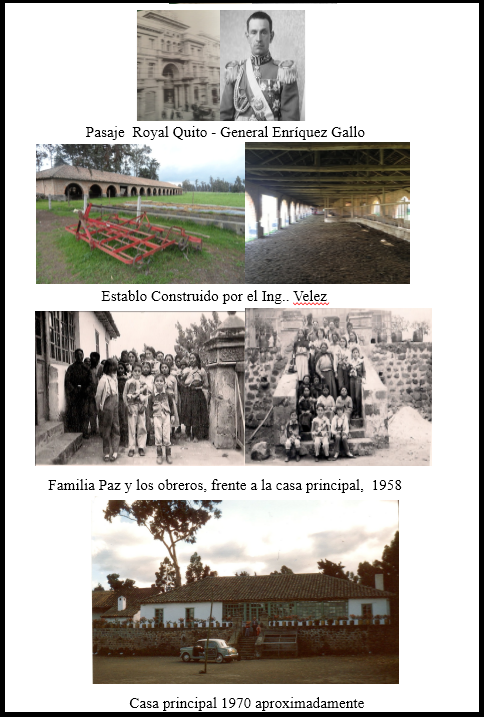 Pasaje Royal Quito - General Enríquez Gallo
Establo Construido por el Ing.. Velez
Familia Paz y los obreros, frente a la casa principal, 1958
Casa principal 1970 aproximadamente